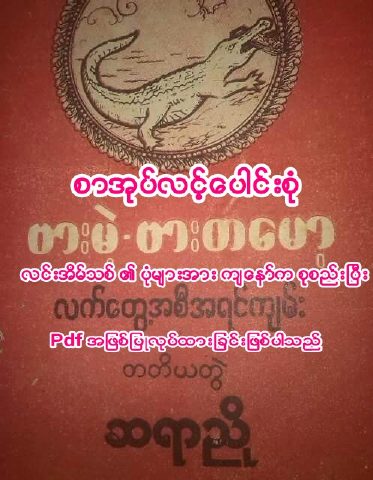 စာအုပ်လင့်ပေါင်းစုံ
ဗားမဲ့-ဗားတမော့
လင်းအိမ်သစ် ၏ ပုံများအား ကျနော်က စုစည်းပြီး
လက်တွေ့အစီအရင်ကျမ်း
Pdf အဖြစ်ပြုလုပ်ထားခြင်းဖြစ်ပါသည်
တတိယတွဲ
ဆရာညို